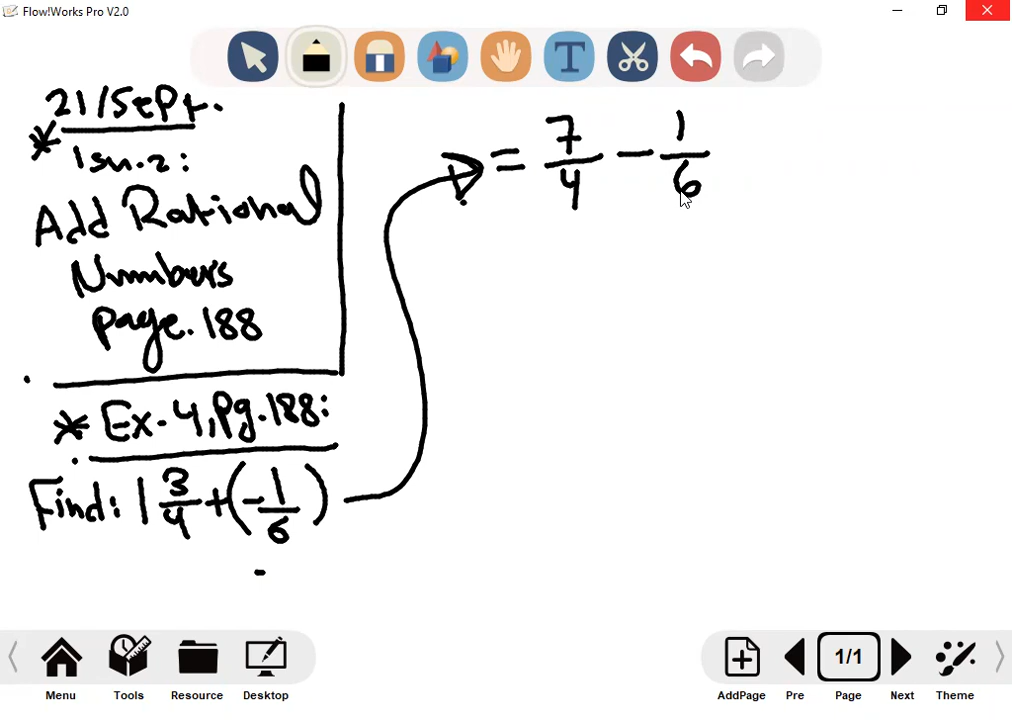 Flow!Works Pro V2.0
21/Sept.
* lsn.2:
Add Rational
Numbers
page.188
* Ex.4,Pg.188:
Find: 1 3/4 + (-1/6)
= 7/4 - 1/6
T
Menu
Tools
Resource
Desktop
AddPage
Pre
1/1
Page
Next
Theme